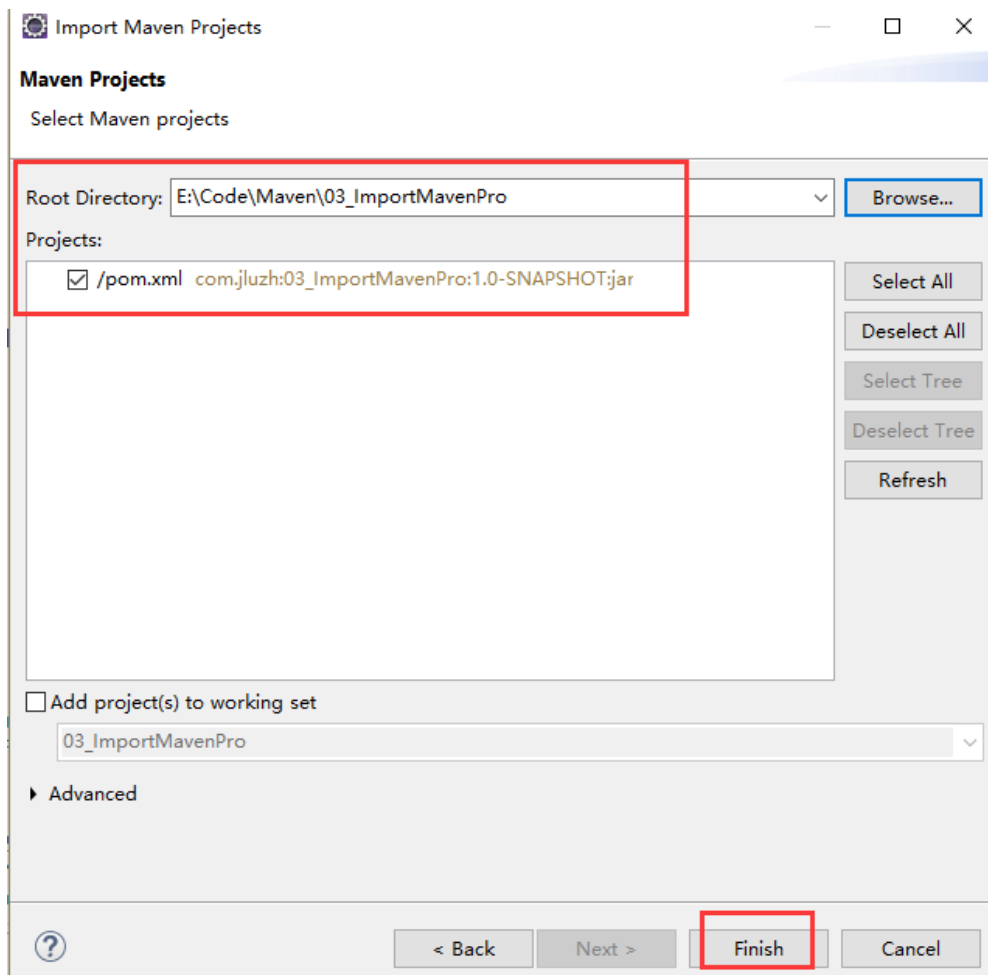 Import Maven Projects
Maven Projects
Select Maven projects
Root Directory: E:\Code\Maven\03_ImportMavenPro Browse...
Projects:
/pom.xml com.jluzh:03_ImportMavenPro:1.0-SNAPSHOT:jar
Select All
Deselect All
Select Tree
Deselect Tree
Refresh
Add project(s) to working set
03_ImportMavenPro
Advanced
? < Back Next > Finish Cancel